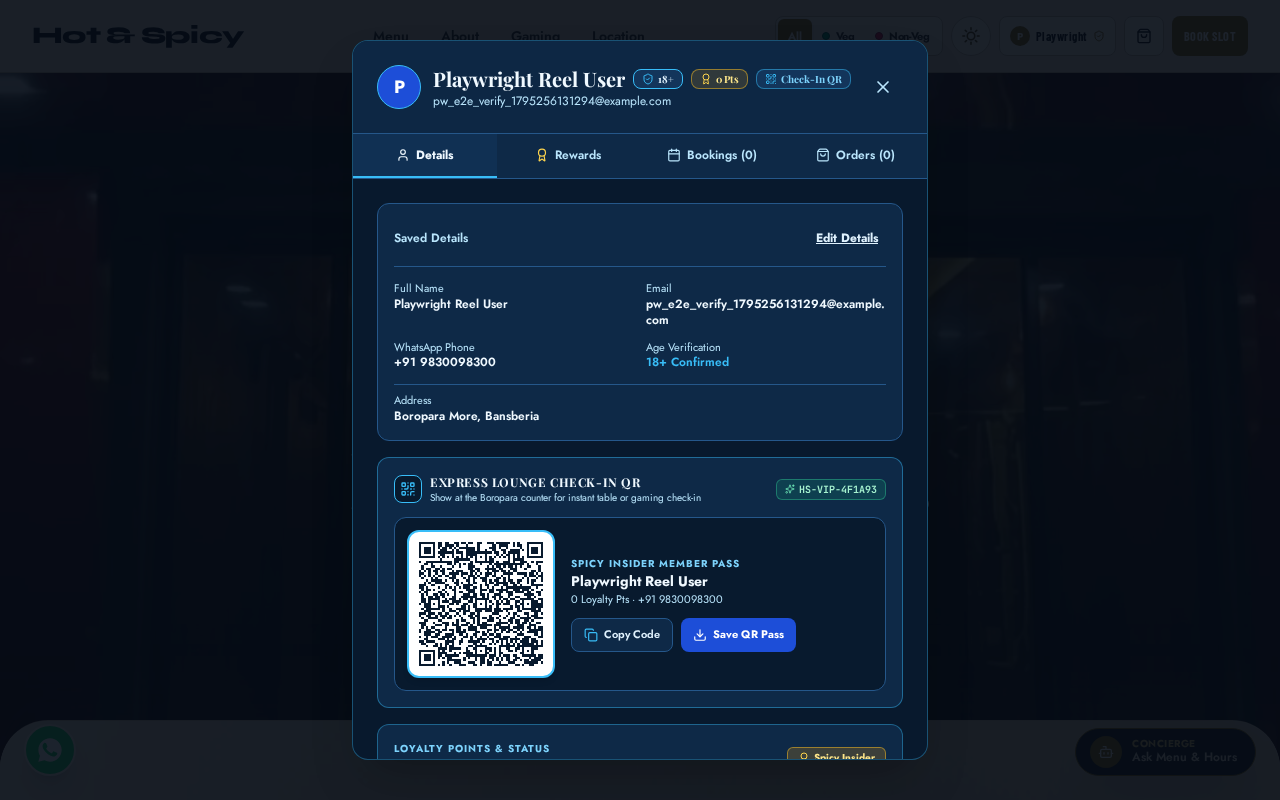 Hot & Spicy
Menu About Gaming Location
All Veg Non-Veg
P Playwright
BOOK SLOT
P
Playwright Reel User
18+
0 Pts
Check-In QR
pw_e2e_verify_1795256131294@example.com
Details
Rewards
Bookings (0)
Orders (0)
Saved Details
Edit Details
Full Name
Playwright Reel User
Email
pw_e2e_verify_1795256131294@example.
com
WhatsApp Phone
+91 9830098300
Age Verification
18+ Confirmed
Address
Boropara More, Bansberia
EXPRESS LOUNGE CHECK-IN QR
Show at the Boropara counter for instant table or gaming check-in
HS-VIP-4F1A93
SPICY INSIDER MEMBER PASS
Playwright Reel User
0 Loyalty Pts · +91 9830098300
Copy Code
Save QR Pass
LOYALTY POINTS & STATUS
Spicy Insider
CONCIERGE
Ask Menu & Hours